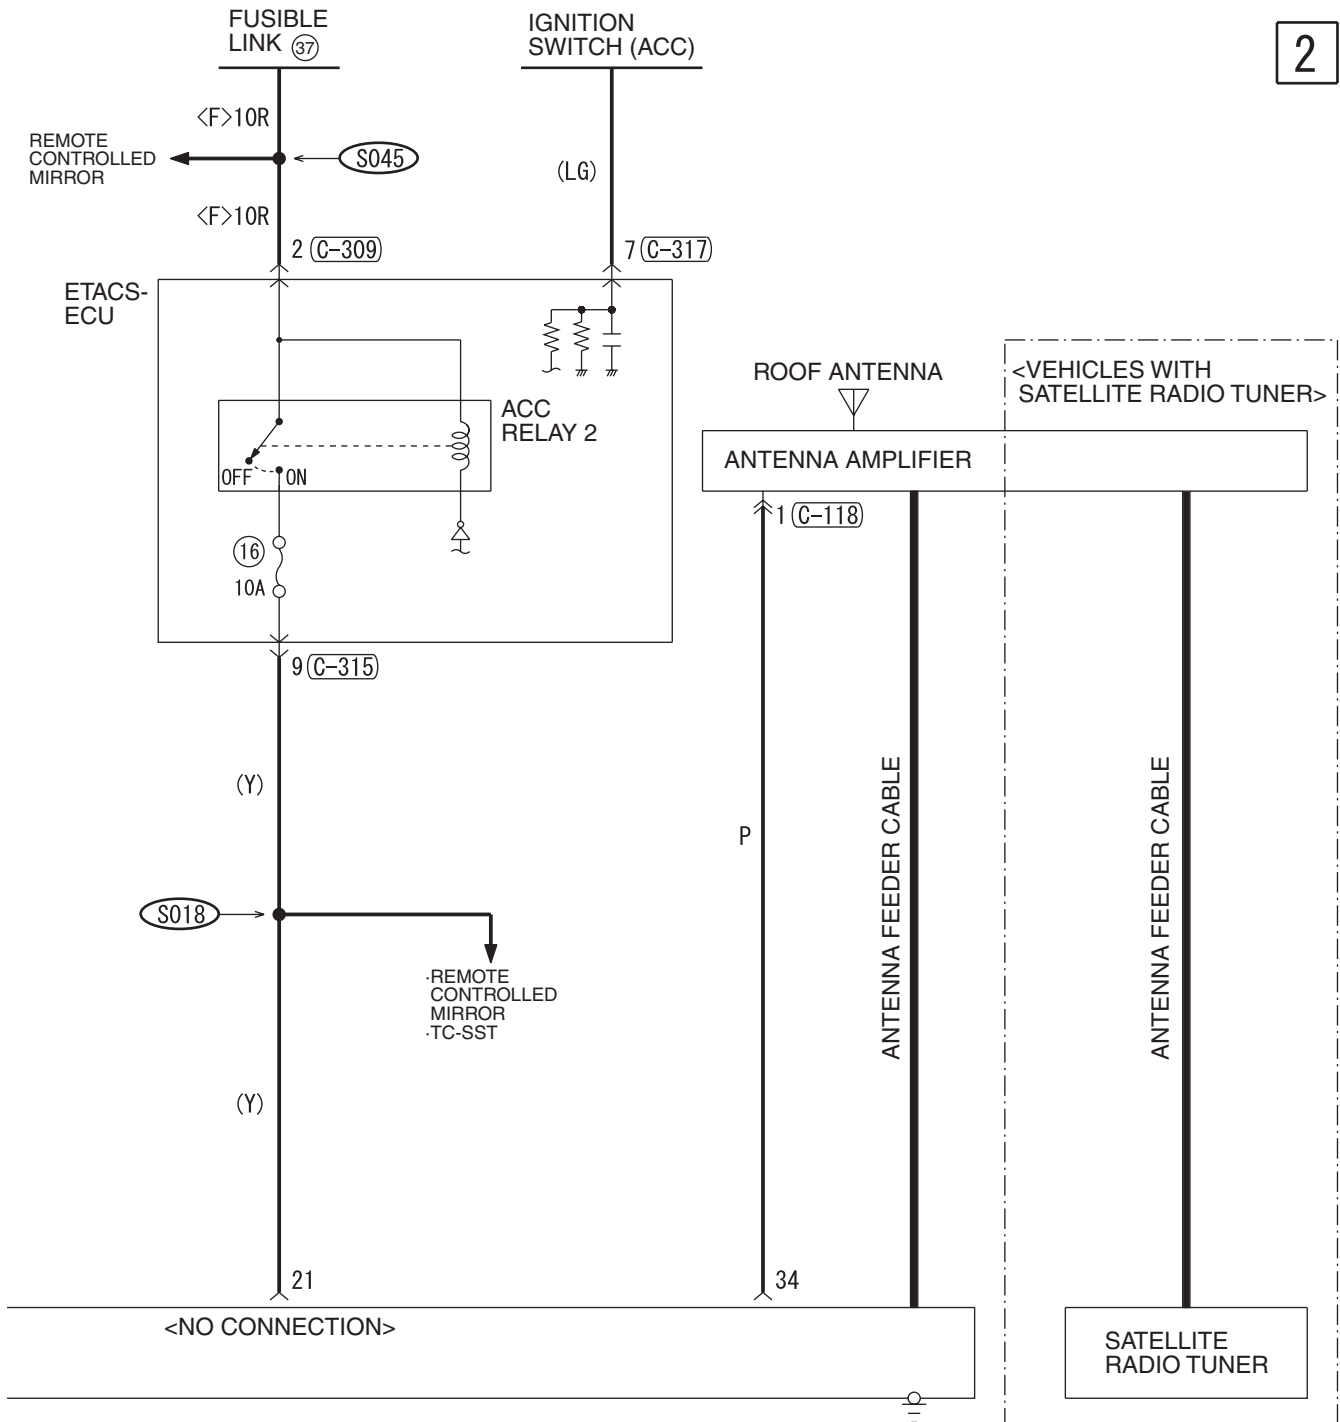 FUSIBLE
LINK 37
IGNITION
SWITCH (ACC)
2
<F>10R
REMOTE
CONTROLLED
MIRROR
S045
(LG)
<F>10R
2 C-309
7 C-317
ETACS-
ECU
ACC
RELAY 2
OFF ON
16
10A
9 C-315
ROOF ANTENNA
<VEHICLES WITH
SATELLITE RADIO TUNER>
ANTENNA AMPLIFIER
1 C-118
(Y)
P
ANTENNA FEEDER CABLE
ANTENNA FEEDER CABLE
S018
·REMOTE
CONTROLLED
MIRROR
·TC-SST
(Y)
21
34
<NO CONNECTION>
SATELLITE
RADIO TUNER